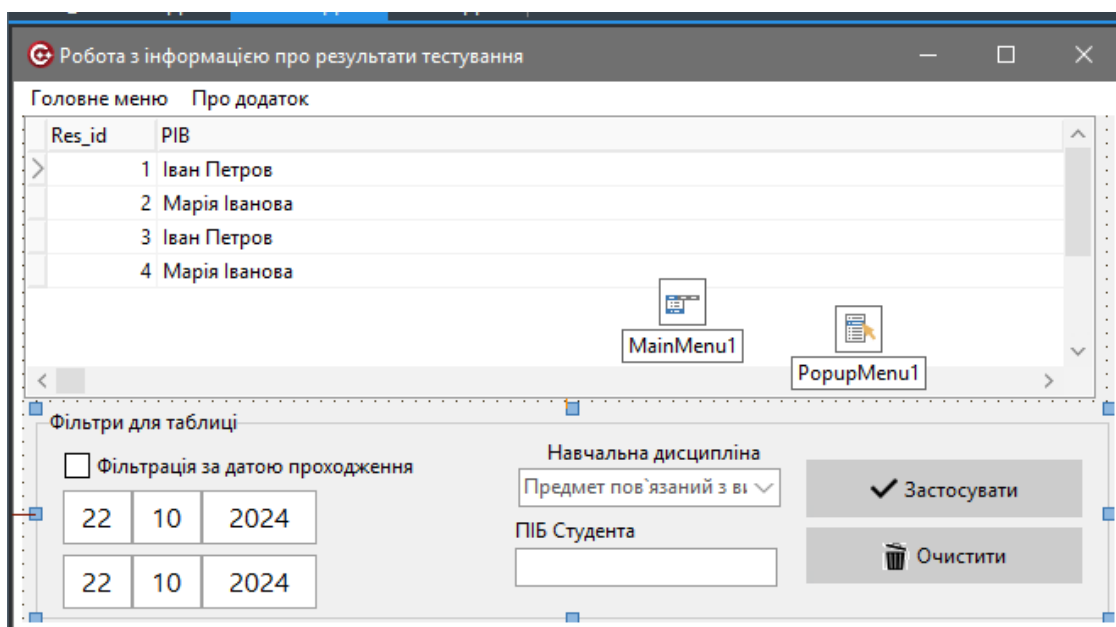 Робота з інформацією про результати тестування
Головне меню Про додаток
Res_id PIB
1 Іван Петров
2 Марія Іванова
3 Іван Петров
4 Марія Іванова
MainMenu1
PopupMenu1
Фільтри для таблиці
Фільтрація за датою проходження
22 10 2024
22 10 2024
Навчальна дисципліна
Предмет пов`язаний з ви
ПІБ Студента
Застосувати
Очистити